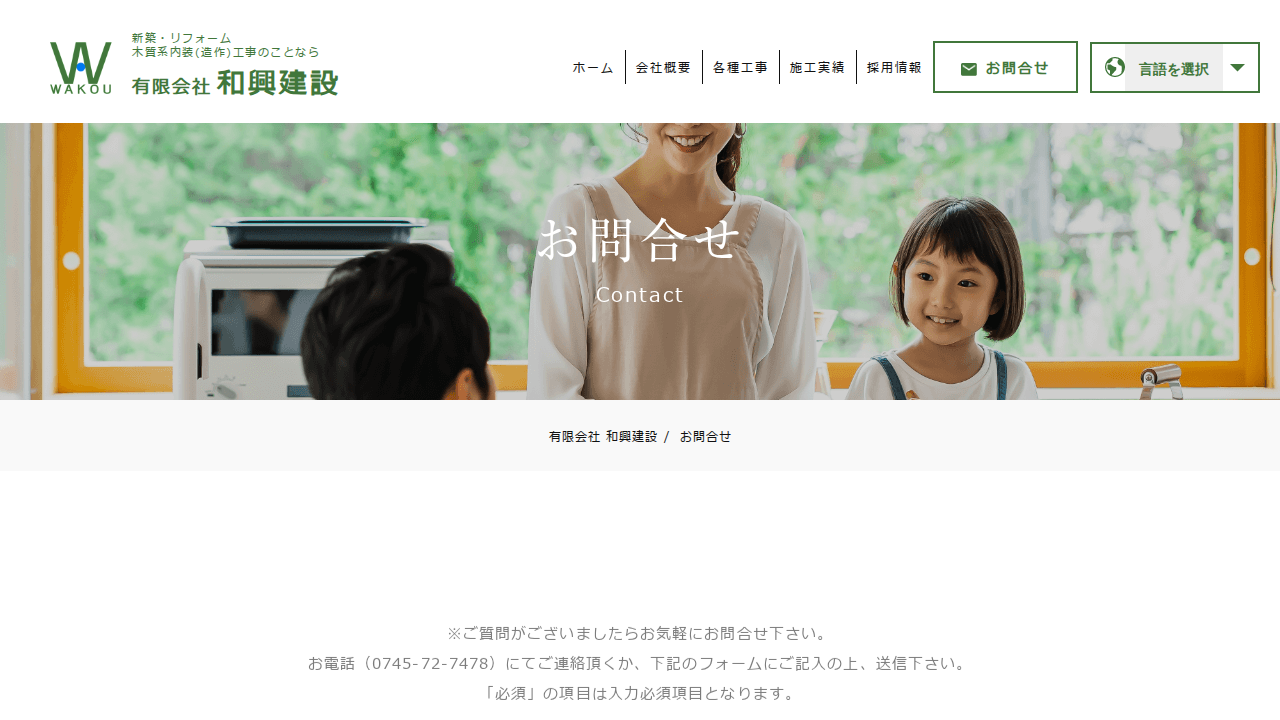 新築・リフォーム
木質系内装(造作)工事のことなら
有限会社 和興建設
WAKOU
ホーム
会社概要
各種工事
施工実績
採用情報
お問合せ
言語を選択
お問合せ
Contact
有限会社 和興建設 / お問合せ
※ご質問がございましたらお気軽にお問合せ下さい。
お電話（0745-72-7478）にてご連絡頂くか、下記のフォームにご記入の上、送信下さい。
「必須」の項目は入力必須項目となります。